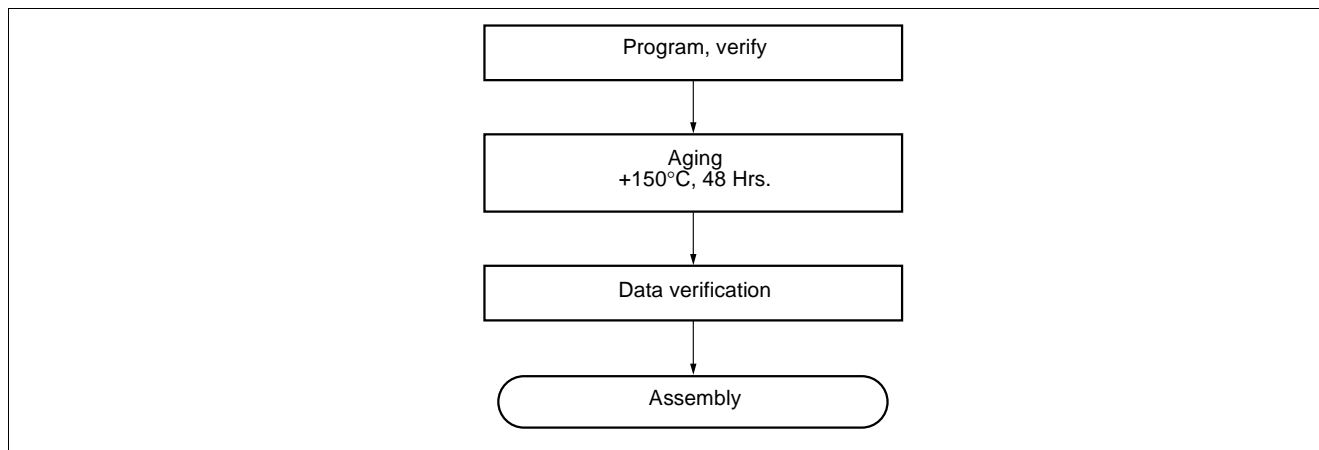 Program, verify
Aging
+150°C, 48 Hrs.
Data verification
Assembly